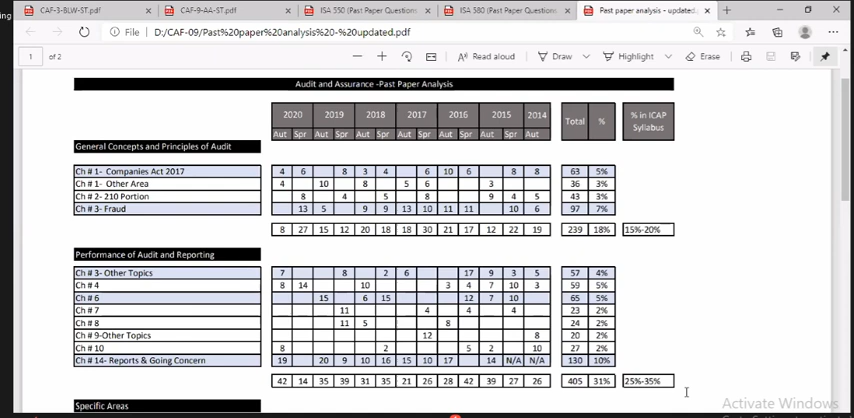 ing
CAF-3-BLW-ST.pdf
CAF-9-AA-ST.pdf
ISA 550 (Past Paper Questions
ISA 580 (Past Paper Questions
Past paper analysis - updated.p
File D:/CAF-09/Past%20paper%20analysis%20-%20updated.pdf
1 of 2
Read aloud Draw Highlight Erase
Audit and Assurance -Past Paper Analysis
2020 2019 2018 2017 2016 2015 2014 Total % % in ICAP Syllabus
Aut Spr Aut Spr Aut Spr Aut Spr Aut Spr Aut Spr Aut
General Concepts and Principles of Audit
Ch # 1- Companies Act 2017 4 6 8 3 4 6 10 6 8 8 63 5%
Ch # 1- Other Area 4 10 8 5 6 3 36 3%
Ch # 2- 210 Portion 8 4 5 8 9 4 5 43 3%
Ch # 3- Fraud 13 5 9 9 13 10 11 11 10 6 97 7%
8 27 15 12 20 18 18 30 21 17 12 22 19 239 18% 15%-20%
Performance of Audit and Reporting
Ch # 3-Other Topics 7 8 2 6 17 9 3 5 57 4%
Ch # 4 8 14 10 3 4 7 10 3 59 5%
Ch # 6 15 6 15 12 7 10 65 5%
Ch # 7 11 4 4 4 23 2%
Ch # 8 11 5 8 24 2%
Ch # 9-Other Topics 12 8 20 2%
Ch # 10 8 2 5 2 10 27 2%
Ch # 14- Reports & Going Concern 19 20 9 10 16 15 10 17 14 N/A N/A 130 10%
42 14 35 39 31 35 21 26 28 42 39 27 26 405 31% 25%-35%
Specific Areas
Activate Windows